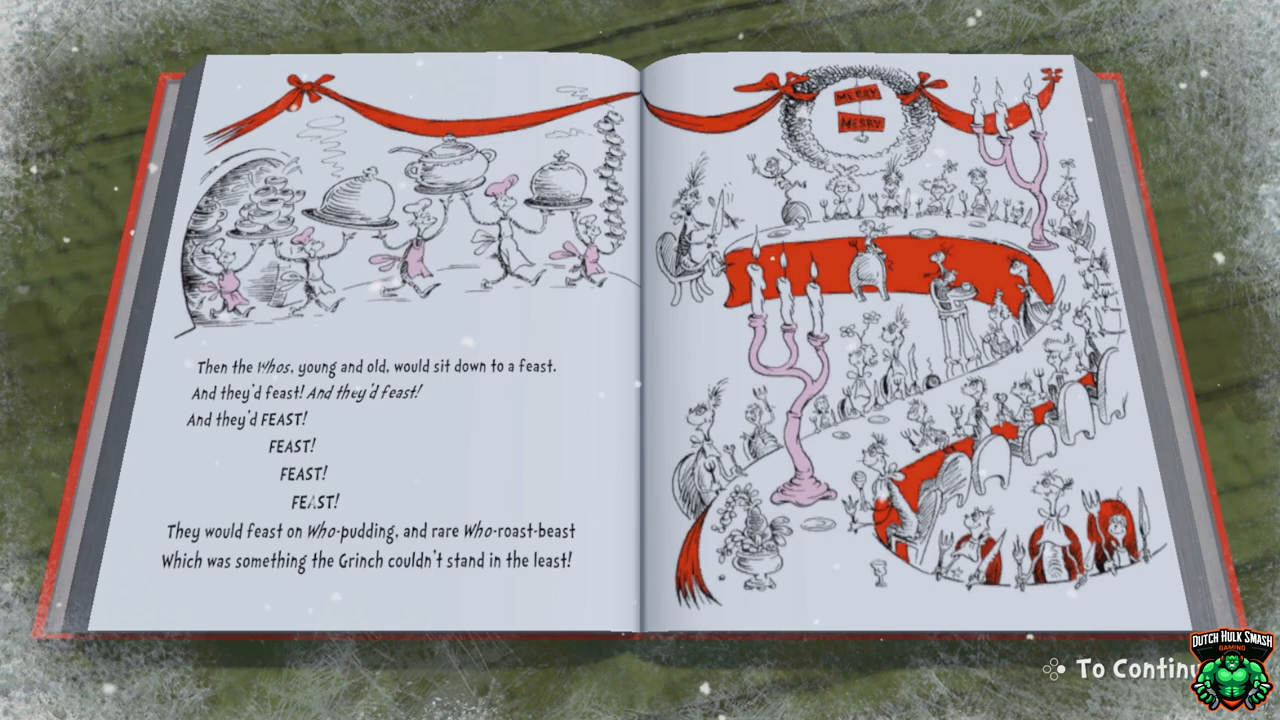 Then the Whos, young and old, would sit down to a feast.
And they'd feast! And they'd feast!
And they'd FEAST!
FEAST!
FEAST!
FEAST!
They would feast on Who-pudding, and rare Who-roast-beast
Which was something the Grinch couldn't stand in the least!
MERRY
MERRY
To Continu
DUTCH HULK SMASH
GAMING